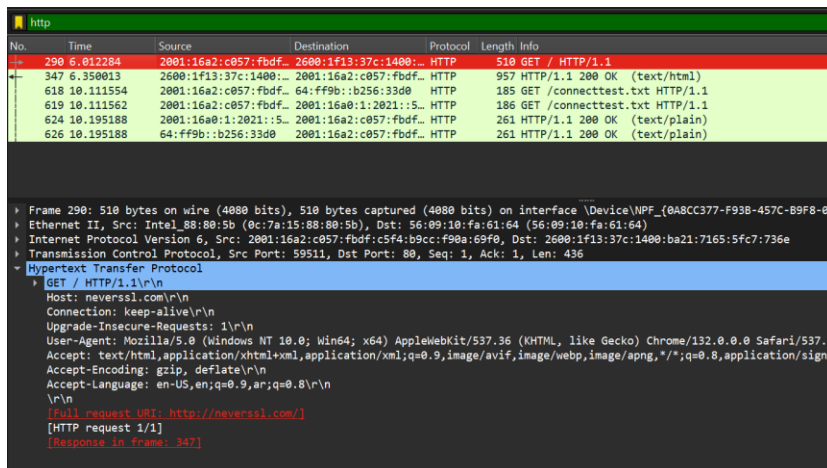 http
No. Time Source Destination Protocol Length Info
290 6.012284 2001:16a2:c057:fbdf… 2600:1f13:37c:1400:… HTTP 510 GET / HTTP/1.1
347 6.350013 2600:1f13:37c:1400:… 2001:16a2:c057:fbdf… HTTP 957 HTTP/1.1 200 OK (text/html)
618 10.111554 2001:16a2:c057:fbdf… 64:ff9b::b256:33d0 HTTP 185 GET /connecttest.txt HTTP/1.1
619 10.111562 2001:16a2:c057:fbdf… 2001:16a0:1:2021::5… HTTP 186 GET /connecttest.txt HTTP/1.1
624 10.195188 2001:16a0:1:2021::5… 2001:16a2:c057:fbdf… HTTP 261 HTTP/1.1 200 OK (text/plain)
626 10.195188 64:ff9b::b256:33d0 2001:16a2:c057:fbdf… HTTP 261 HTTP/1.1 200 OK (text/plain)
Frame 290: 510 bytes on wire (4080 bits), 510 bytes captured (4080 bits) on interface \Device\NPF_{0A8CC377-F93B-457C-B9F8-0
Ethernet II, Src: Intel_88:80:5b (0c:7a:15:88:80:5b), Dst: 56:09:10:fa:61:64 (56:09:10:fa:61:64)
Internet Protocol Version 6, Src: 2001:16a2:c057:fbdf:c5f4:b9cc:f90a:69f0, Dst: 2600:1f13:37c:1400:ba21:7165:5fc7:736e
Transmission Control Protocol, Src Port: 59511, Dst Port: 80, Seq: 1, Ack: 1, Len: 436
Hypertext Transfer Protocol
GET / HTTP/1.1\r\n
Host: neverssl.com\r\n
Connection: keep-alive\r\n
Upgrade-Insecure-Requests: 1\r\n
User-Agent: Mozilla/5.0 (Windows NT 10.0; Win64; x64) AppleWebKit/537.36 (KHTML, like Gecko) Chrome/132.0.0.0 Safari/537.
Accept: text/html,application/xhtml+xml,application/xml;q=0.9,image/avif,image/webp,image/apng,*/*;q=0.8,application/sign
Accept-Encoding: gzip, deflate\r\n
Accept-Language: en-US,en;q=0.9,ar;q=0.8\r\n
\r\n
[Full request URI: http://neverssl.com/]
[HTTP request 1/1]
[Response in frame: 347]